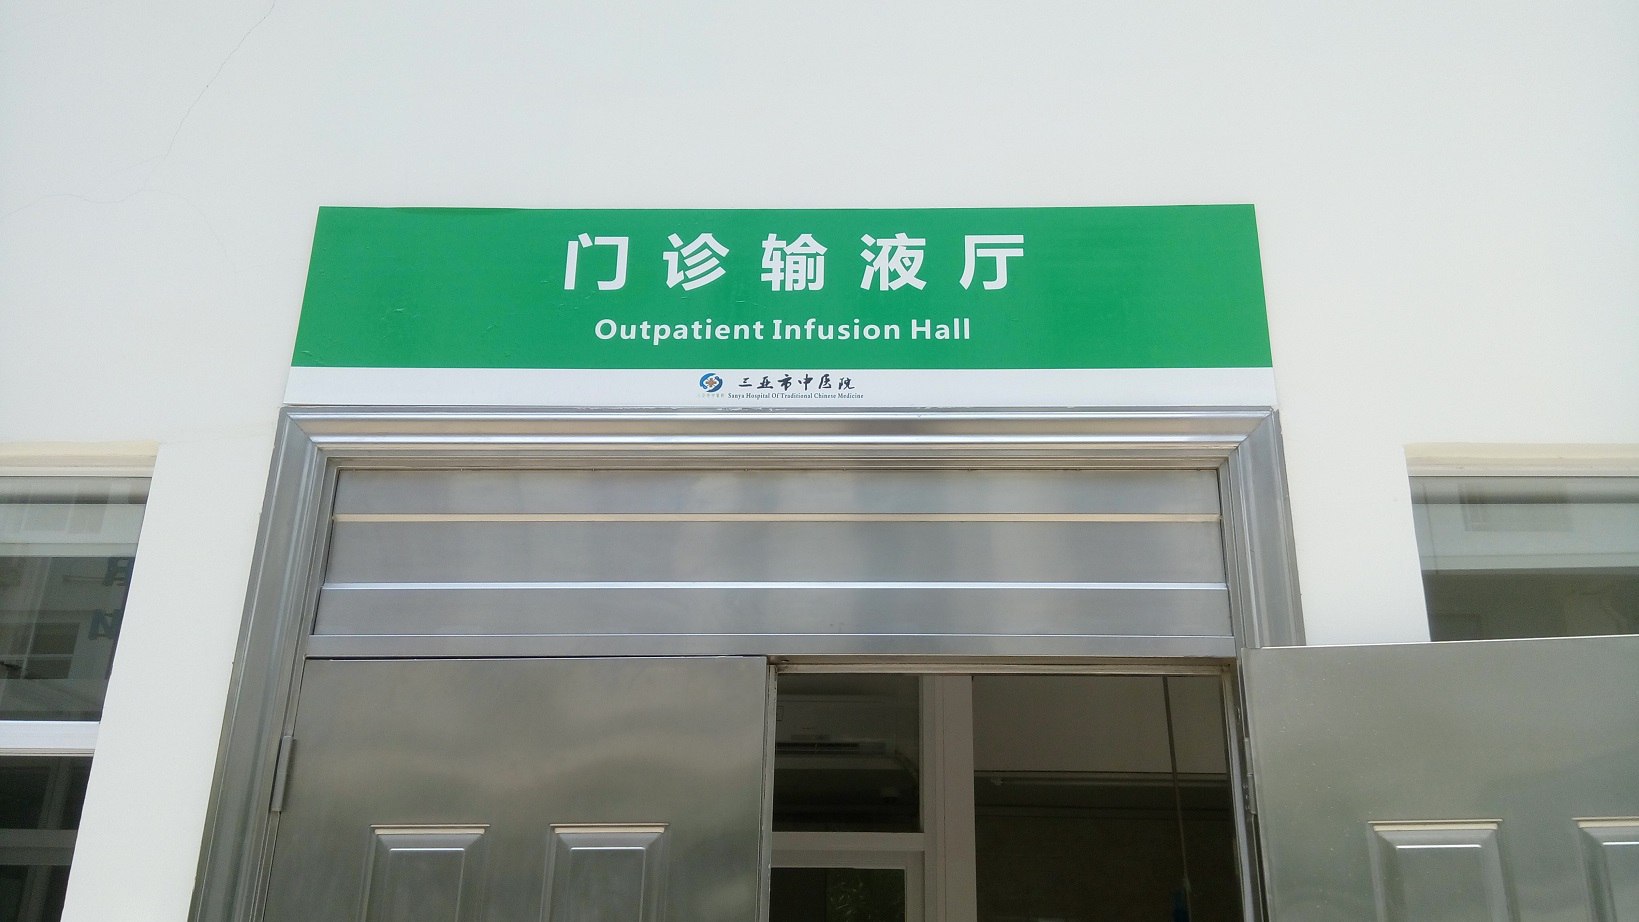 门诊输液厅
Outpatient Infusion Hall
三亚市中医院
Sanya Hospital Of Traditional Chinese Medicine